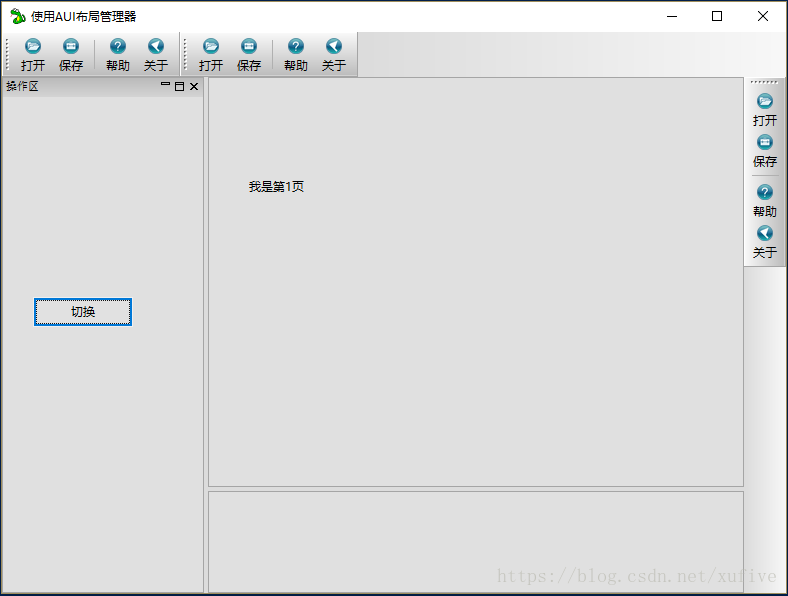 使用AUI布局管理器
打开 保存 帮助 关于 打开 保存 帮助 关于
操作区
打开
保存
帮助
关于
我是第1页
切换
https://blog.csdn.net/xufive